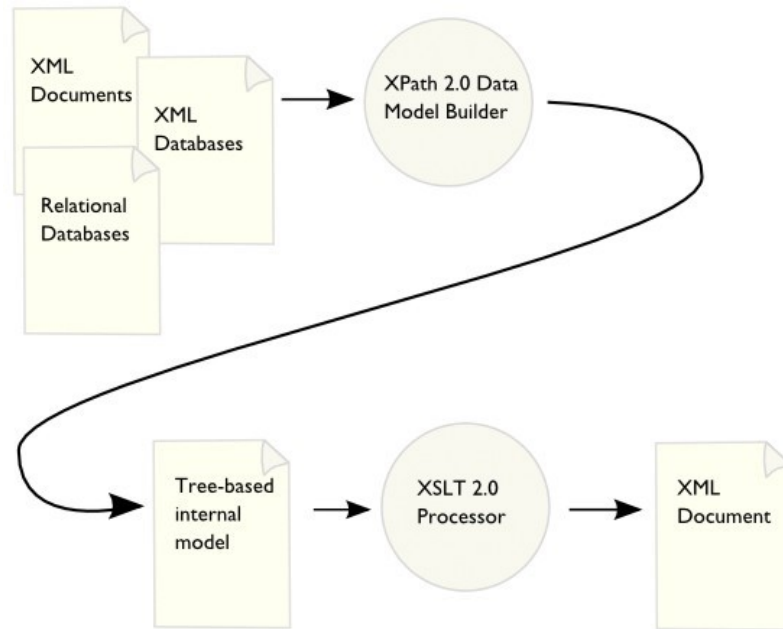 XML
Documents
XML
Databases
Relational
Databases
XPath 2.0 Data
Model Builder
Tree-based
internal
model
XSLT 2.0
Processor
XML
Document